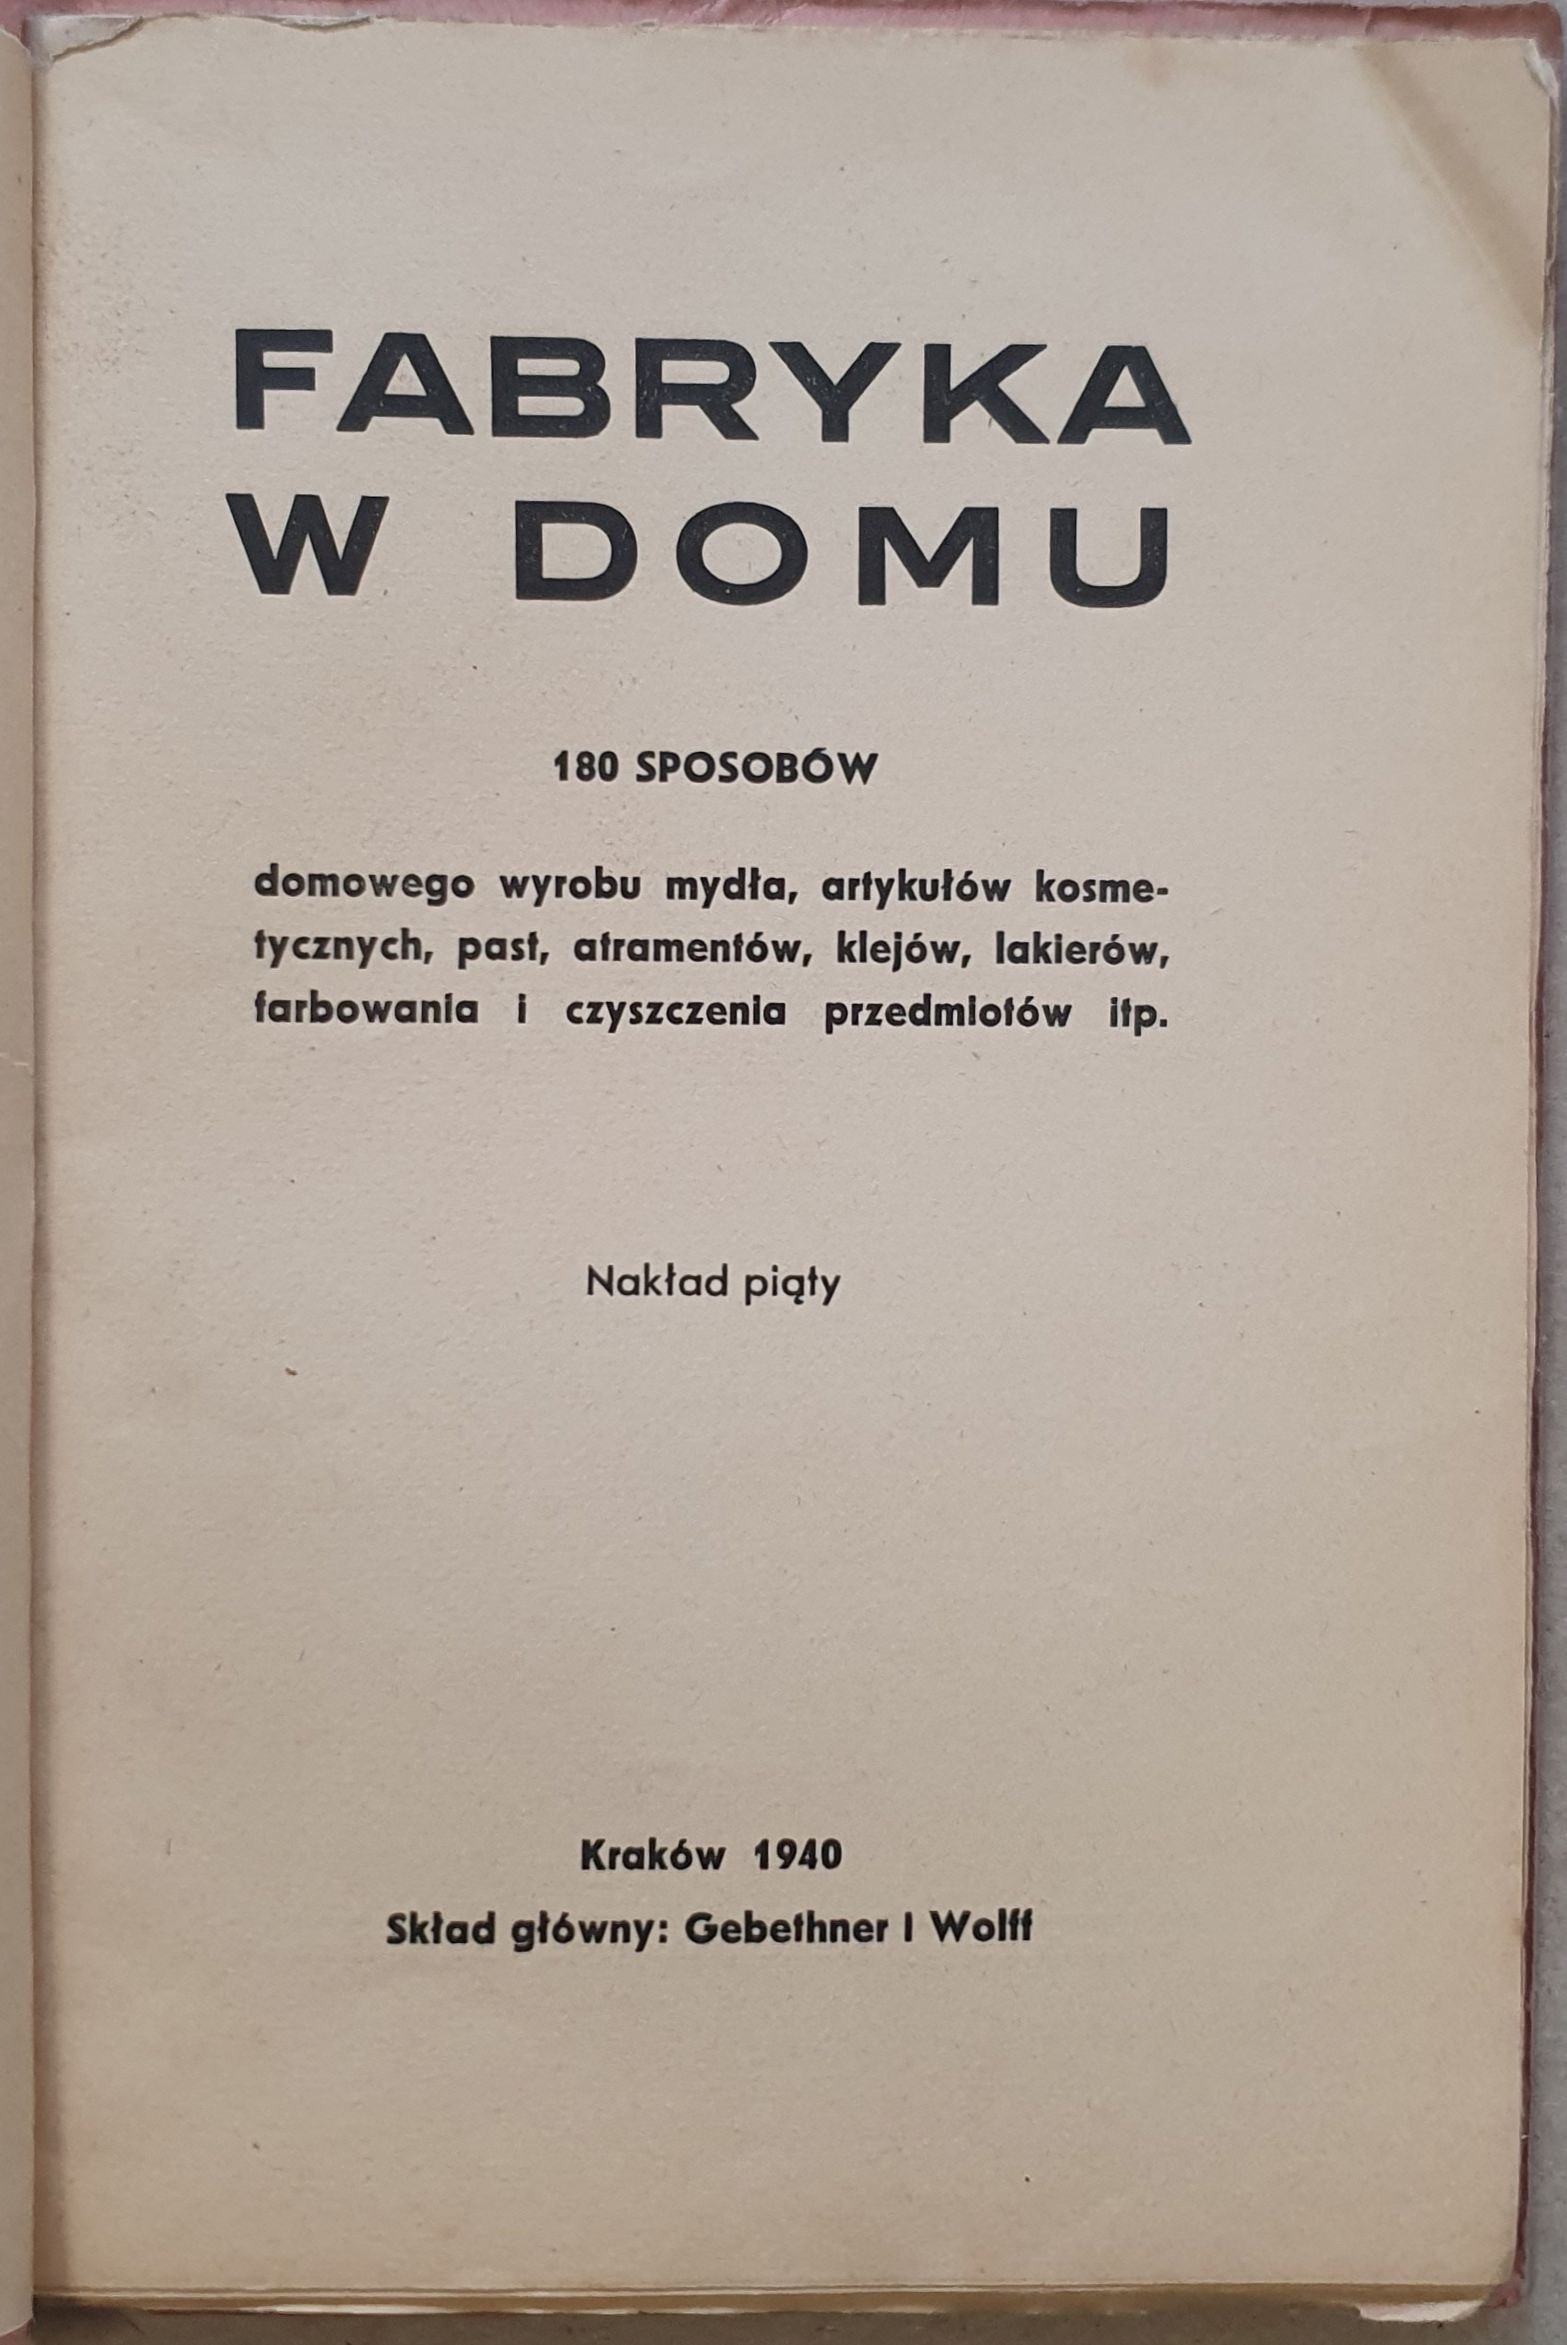 FABRYKA
W DOMU
180 SPOSOBÓW
domowego wyrobu mydła, artykułów kosme-
tycznych, past, atramentów, klejów, lakierów,
farbowania i czyszczenia przedmiotów itp.
Nakład piąty
Kraków 1940
Skład główny: Gebethner i Wolff